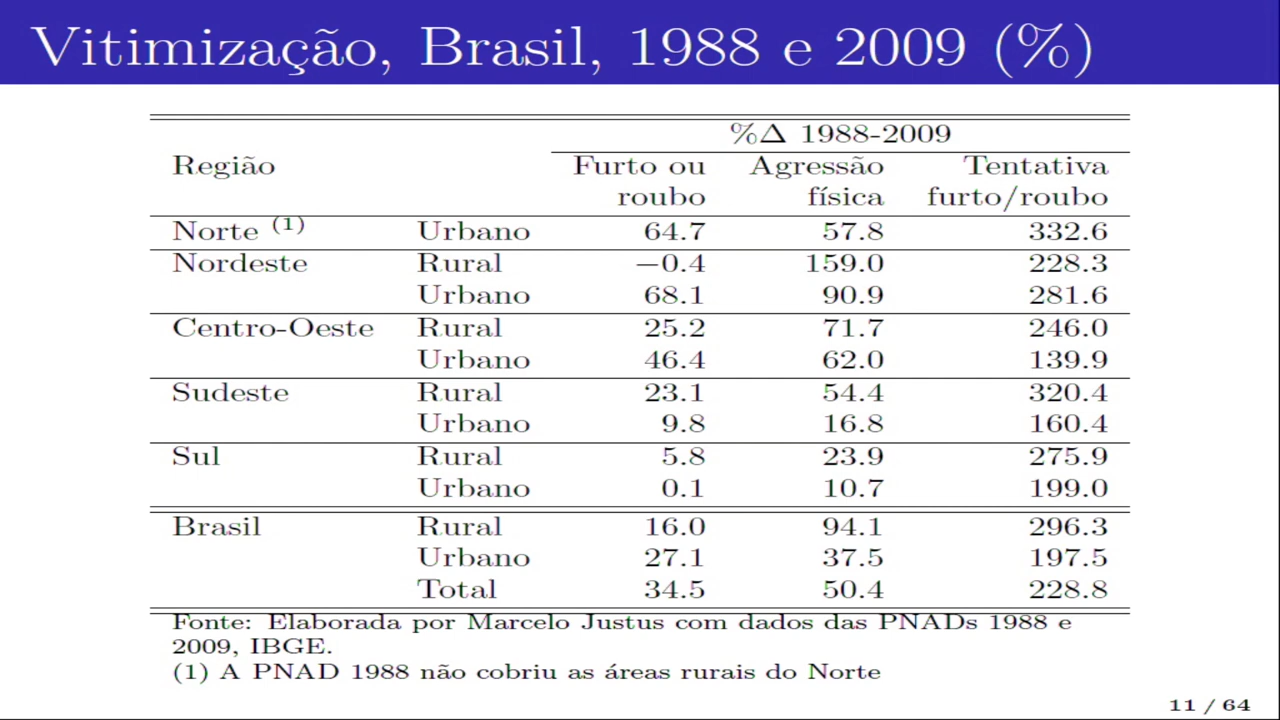 Vitimização, Brasil, 1988 e 2009 (%)
%Δ 1988-2009
Região Furto ou Agressão Tentativa
roubo física furto/roubo
Norte (1) Urbano 64.7 57.8 332.6
Nordeste Rural −0.4 159.0 228.3
Urbano 68.1 90.9 281.6
Centro-Oeste Rural 25.2 71.7 246.0
Urbano 46.4 62.0 139.9
Sudeste Rural 23.1 54.4 320.4
Urbano 9.8 16.8 160.4
Sul Rural 5.8 23.9 275.9
Urbano 0.1 10.7 199.0
Brasil Rural 16.0 94.1 296.3
Urbano 27.1 37.5 197.5
Total 34.5 50.4 228.8
Fonte: Elaborada por Marcelo Justus com dados das PNADs 1988 e
2009, IBGE.
(1) A PNAD 1988 não cobriu as áreas rurais do Norte
11 / 64